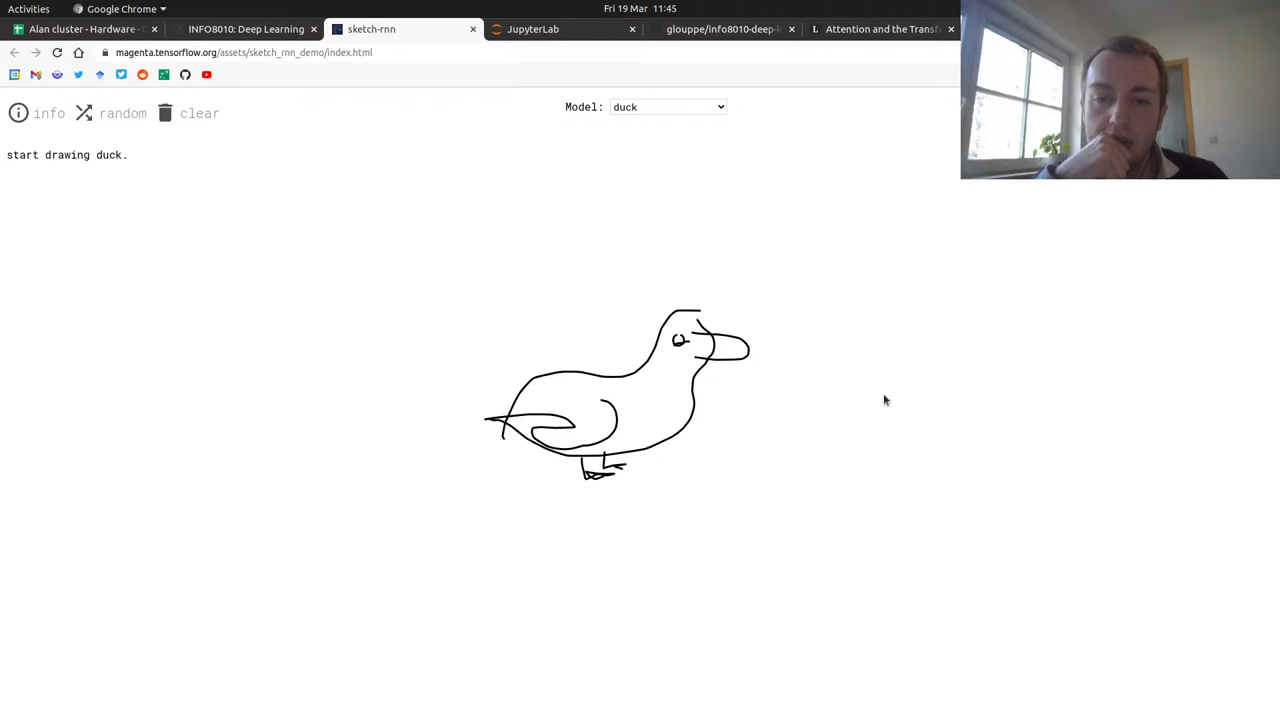 Activities
Google Chrome
Fri 19 Mar 11:45
Alan cluster - Hardware -
INFO8010: Deep Learning
sketch-rnn
JupyterLab
glouppe/info8010-deep-l
Attention and the Transf
magenta.tensorflow.org/assets/sketch_rnn_demo/index.html
info
random
clear
Model: duck
start drawing duck.